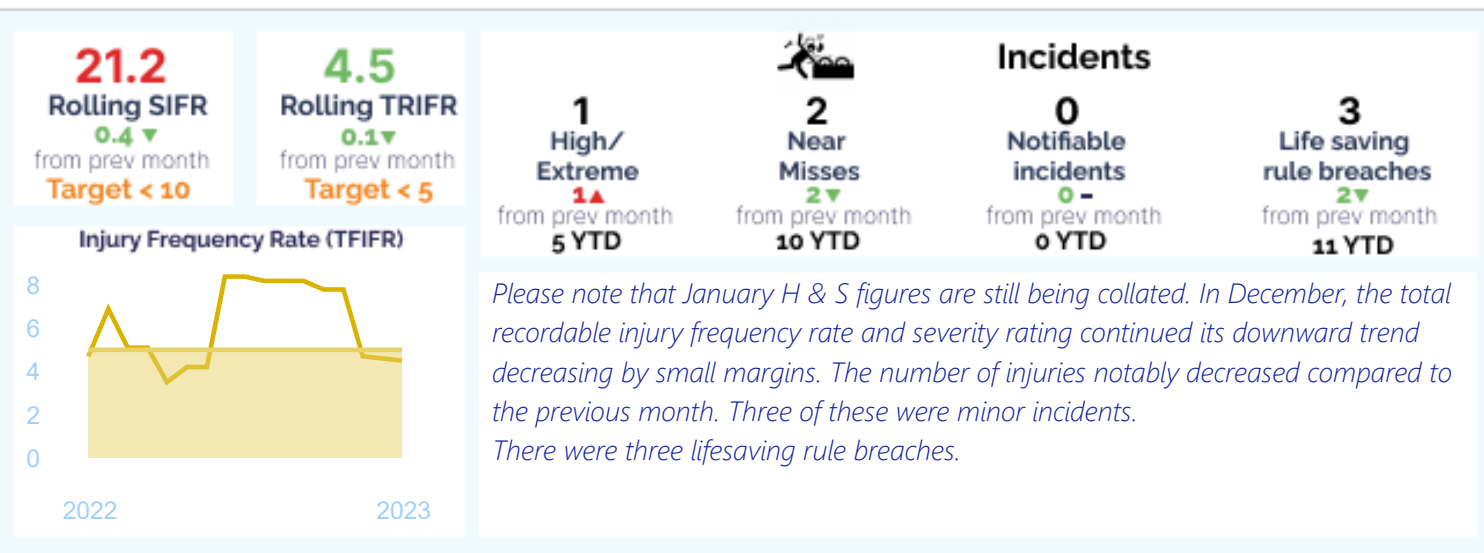 21.2
Rolling SIFR
0.4 ▼
from prev month
Target < 10
4.5
Rolling TRIFR
0.1▼
from prev month
Target < 5
Incidents
1
High/
Extreme
1▲
from prev month
5 YTD
2
Near
Misses
2▼
from prev month
10 YTD
0
Notifiable
incidents
0 –
from prev month
0 YTD
3
Life saving
rule breaches
2▼
from prev month
11 YTD
Injury Frequency Rate (TFIFR)
8
6
4
2
0
2022 2023
Please note that January H & S figures are still being collated. In December, the total
recordable injury frequency rate and severity rating continued its downward trend
decreasing by small margins. The number of injuries notably decreased compared to
the previous month. Three of these were minor incidents.
There were three lifesaving rule breaches.